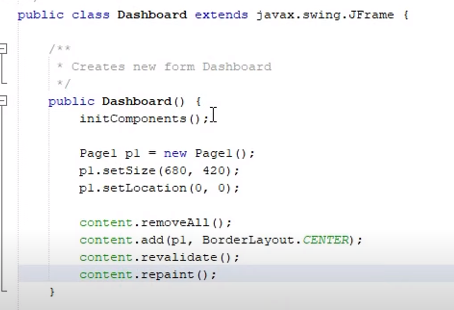 public class Dashboard extends javax.swing.JFrame {
/**
* Creates new form Dashboard
*/
public Dashboard() {
initComponents();
Page1 p1 = new Page1();
p1.setSize(680, 420);
p1.setLocation(0, 0);
content.removeAll();
content.add(p1, BorderLayout.CENTER);
content.revalidate();
content.repaint();
}